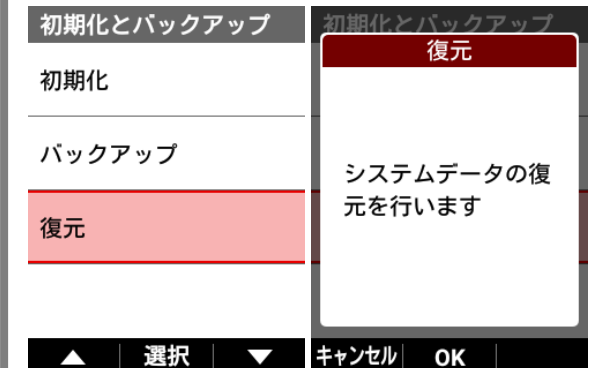 初期化とバックアップ
初期化
バックアップ
復元
▲ 選択 ▼
初期化とバックアップ
復元
システムデータの復
元を行います
キャンセル OK